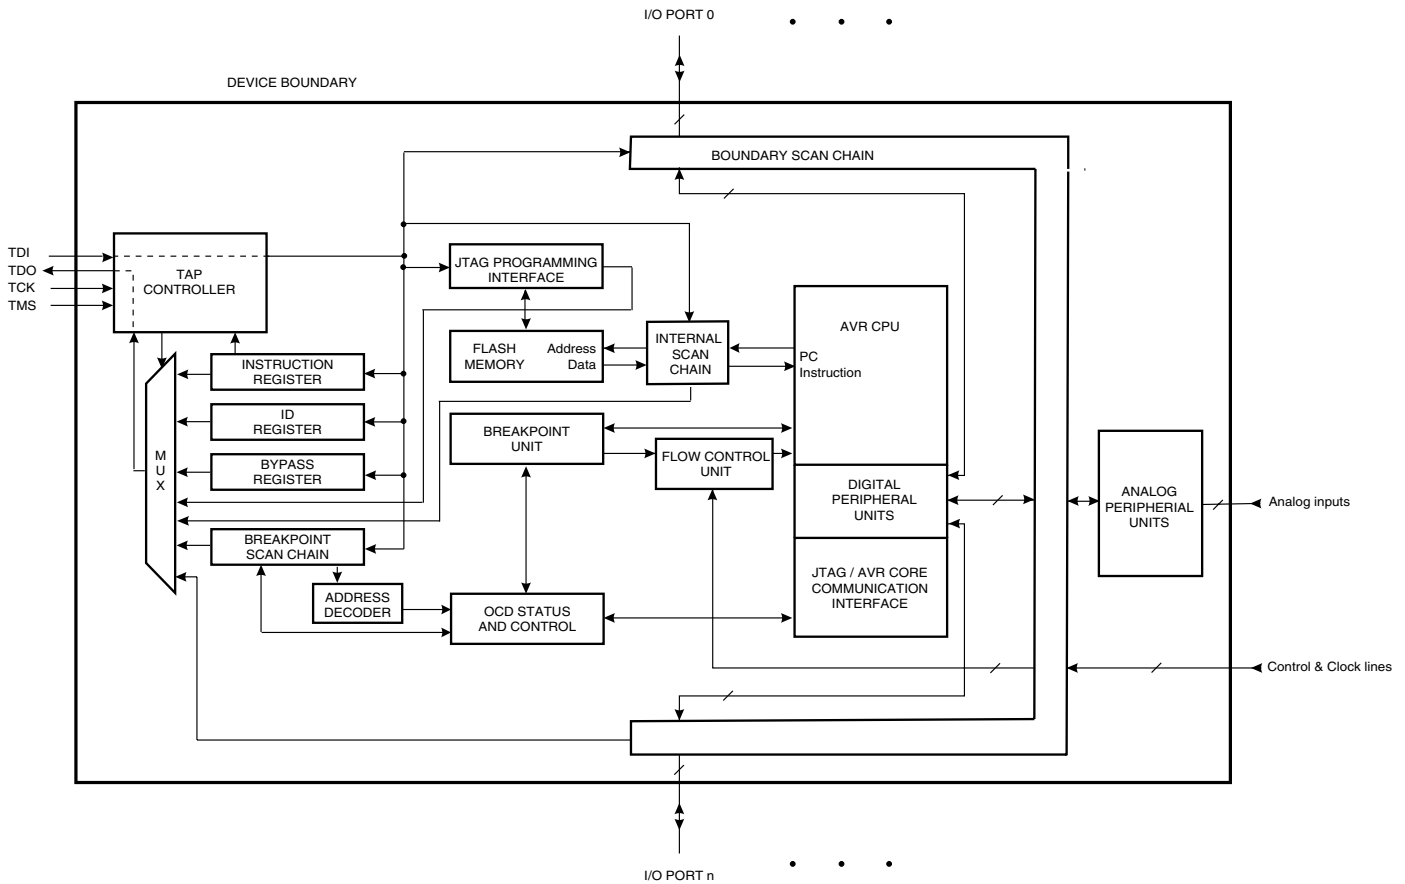 I/O PORT 0
DEVICE BOUNDARY
BOUNDARY SCAN CHAIN
TDI
TDO
TCK
TMS
TAP
CONTROLLER
JTAG PROGRAMMING
INTERFACE
AVR CPU
FLASH
MEMORY
Address
Data
INTERNAL
SCAN
CHAIN
PC
Instruction
INSTRUCTION
REGISTER
ID
REGISTER
BREAKPOINT
UNIT
FLOW CONTROL
UNIT
M
U
X
BYPASS
REGISTER
DIGITAL
PERIPHERAL
UNITS
ANALOG
PERIPHERIAL
UNITS
Analog inputs
BREAKPOINT
SCAN CHAIN
JTAG / AVR CORE
COMMUNICATION
INTERFACE
ADDRESS
DECODER
OCD STATUS
AND CONTROL
Control & Clock lines
I/O PORT n